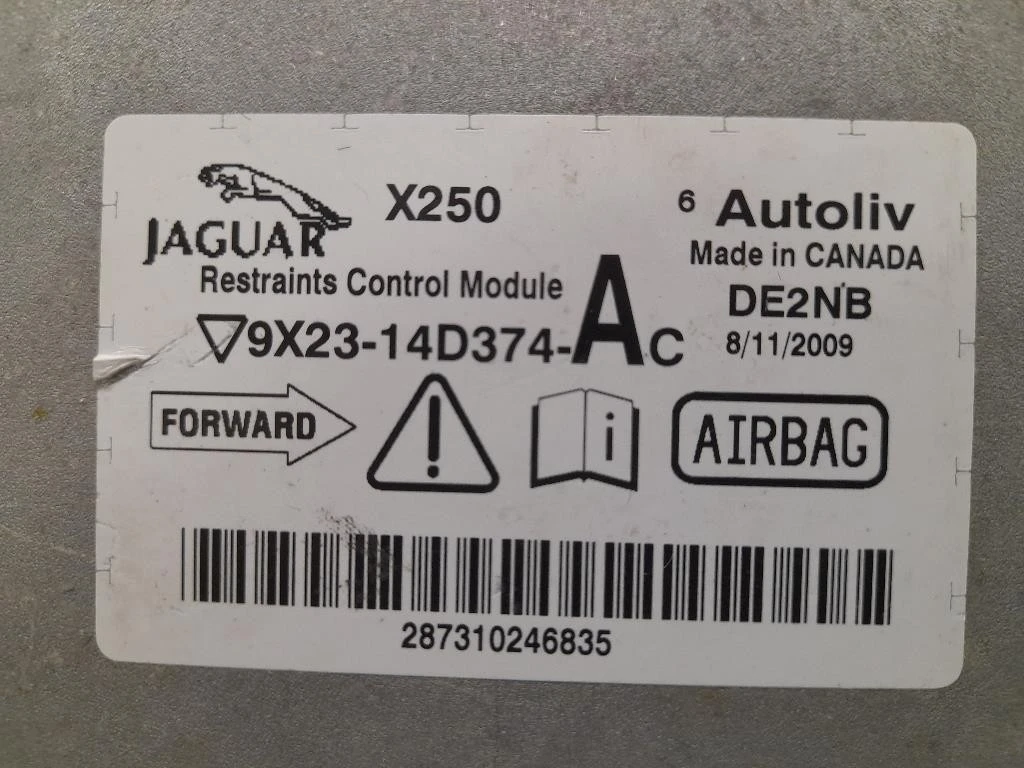 JAGUAR
X250
6 Autoliv
Made in CANADA
Restraints Control Module
DE2NB
9X23-14D374-AC
8/11/2009
FORWARD
!
i
AIRBAG
287310246835